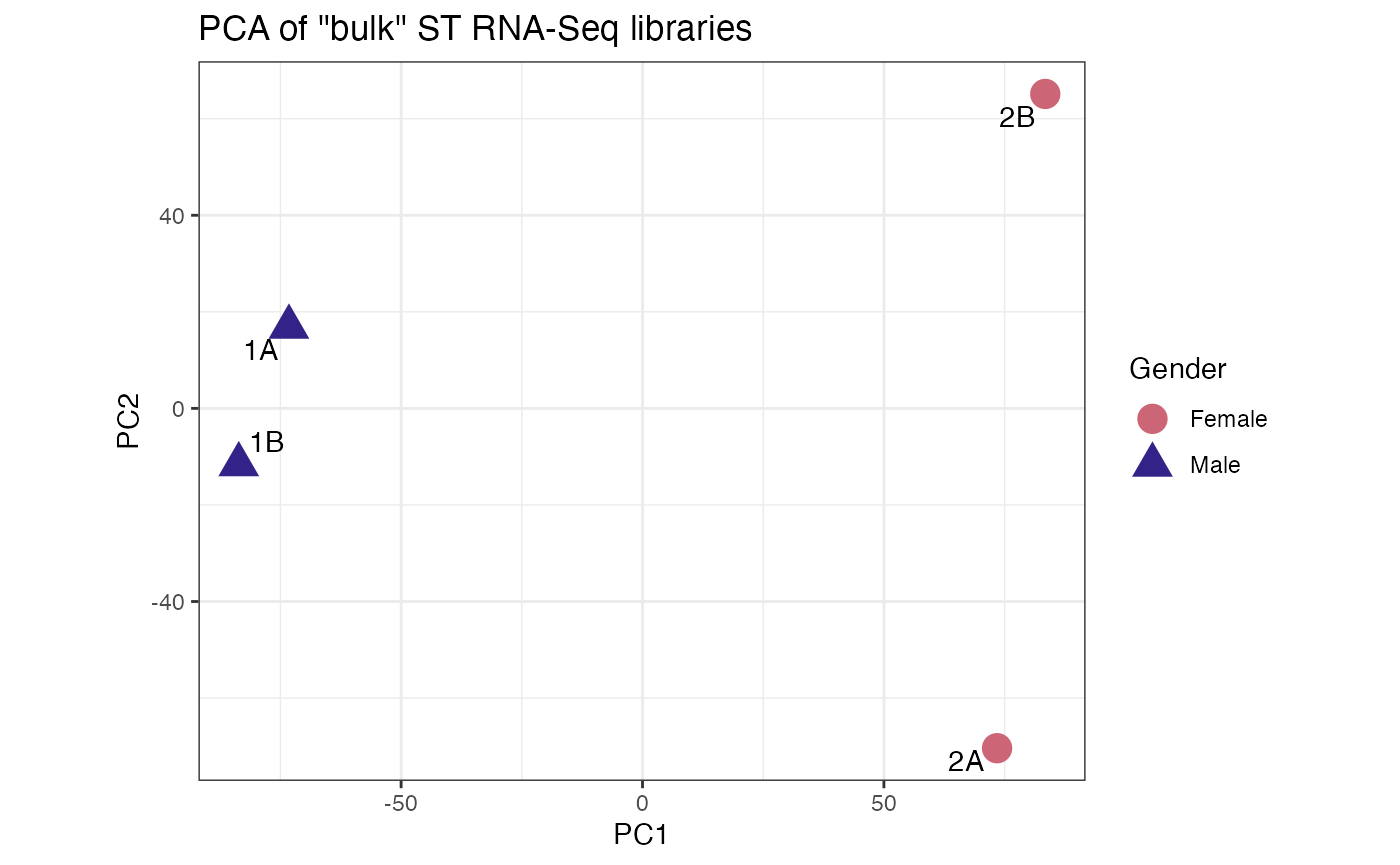 PCA of "bulk" ST RNA-Seq libraries
2B
40
1A
Gender
PC2
0
Female
1B
Male
-40
2A
-50
0
50
PC1